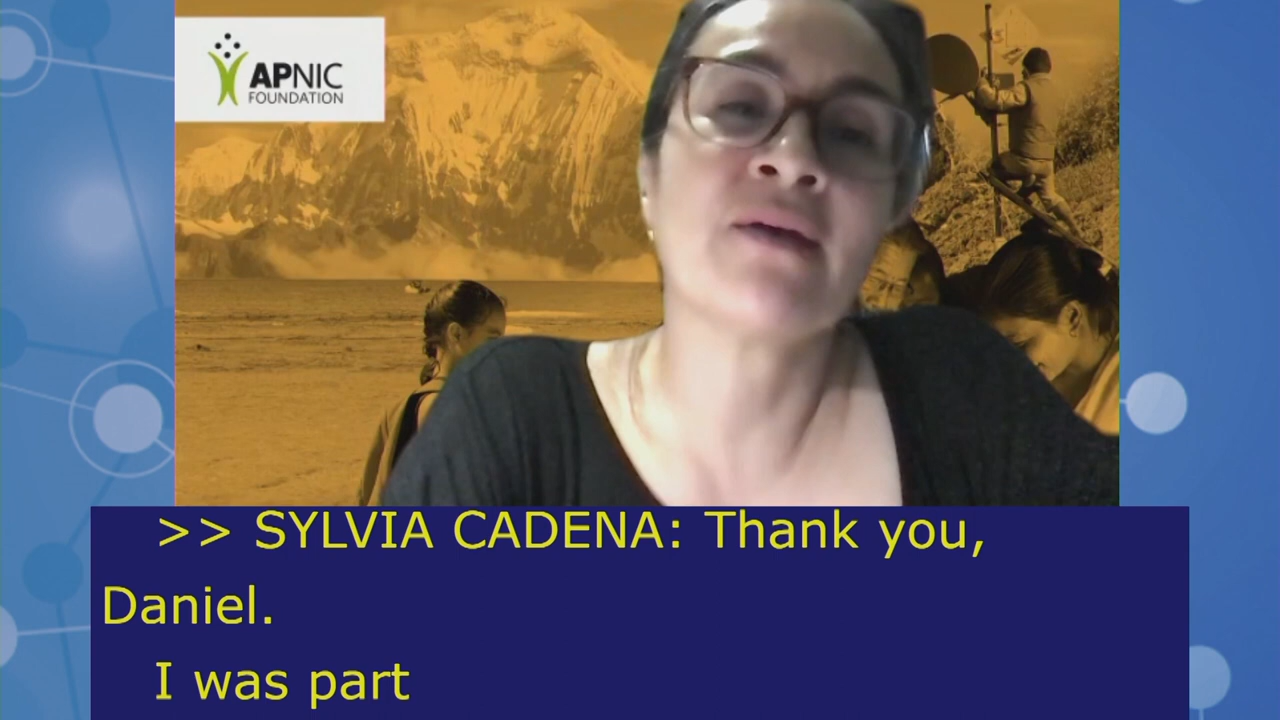 APNIC
FOUNDATION
>> SYLVIA CADENA: Thank you,
Daniel.
I was part